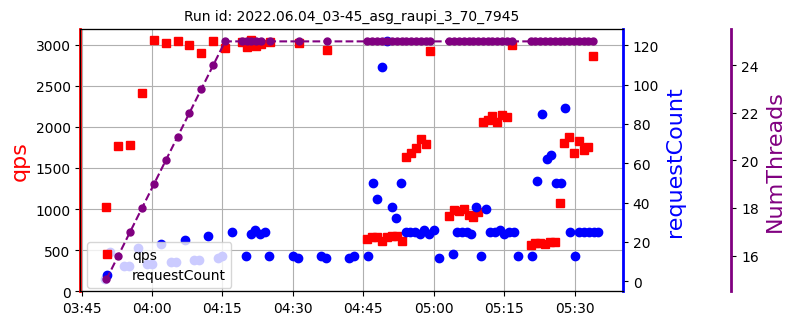 Run id: 2022.06.04_03-45_asg_raupi_3_70_7945
3000
2500
2000
1500
1000
500
0
qps
120
100
80
60
40
20
0
requestCount
24
22
20
18
16
NumThreads
qps
requestCount
03:45 04:00 04:15 04:30 04:45 05:00 05:15 05:30